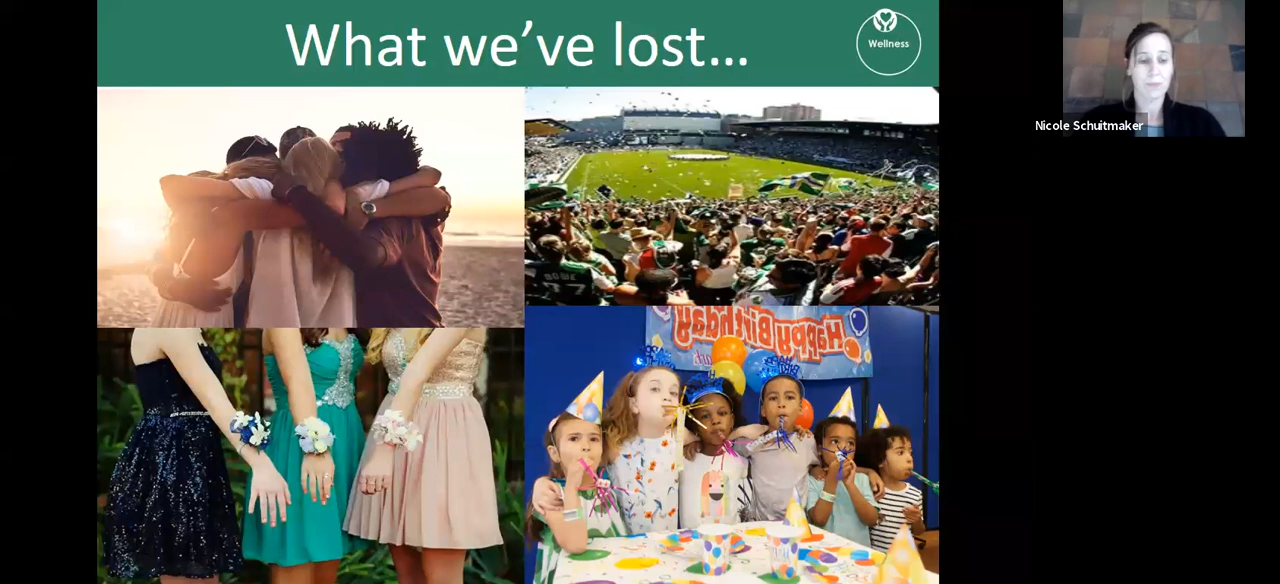 What we've lost...
Wellness
Nicole Schuitmaker
Happy Birthday